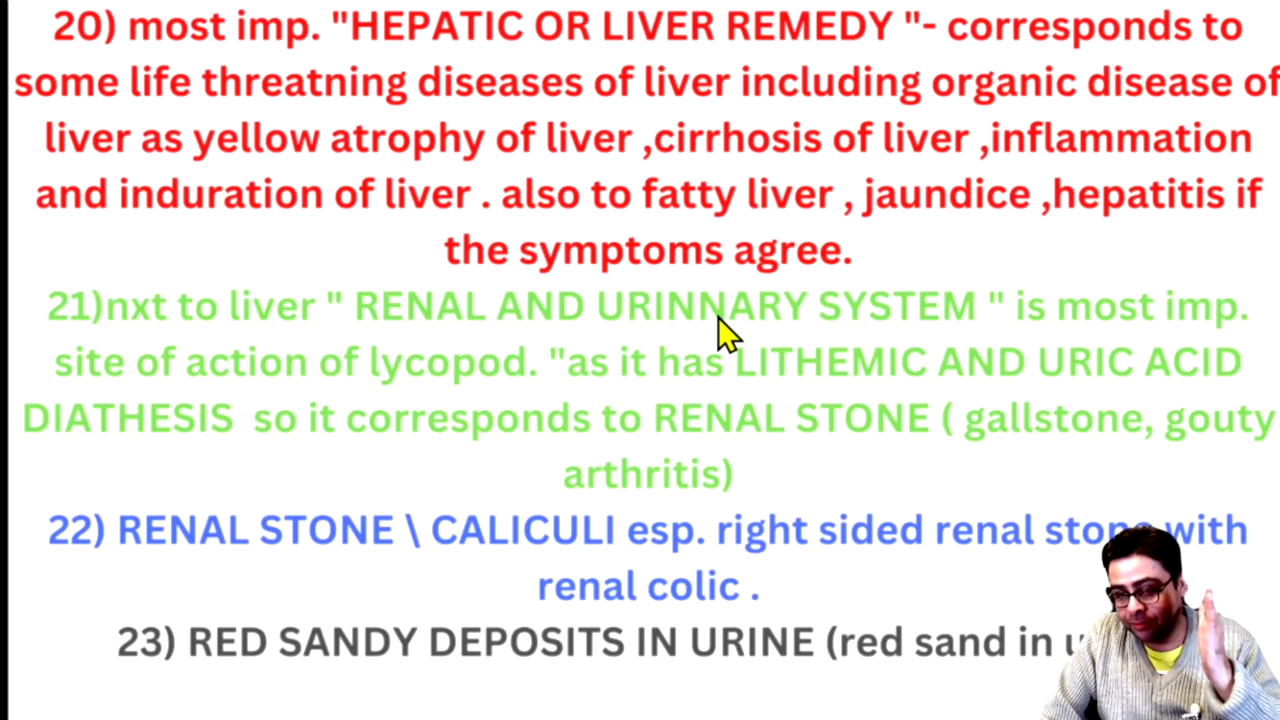 20) most imp. "HEPATIC OR LIVER REMEDY "- corresponds to
some life threatning diseases of liver including organic disease of
liver as yellow atrophy of liver ,cirrhosis of liver ,inflammation
and induration of liver . also to fatty liver , jaundice ,hepatitis if
the symptoms agree.
21)nxt to liver " RENAL AND URINNARY SYSTEM " is most imp.
site of action of lycopod. "as it has LITHEMIC AND URIC ACID
DIATHESIS so it corresponds to RENAL STONE ( gallstone, gouty
arthritis)
22) RENAL STONE \ CALICULI esp. right sided renal stone with
renal colic .
23) RED SANDY DEPOSITS IN URINE (red sand in